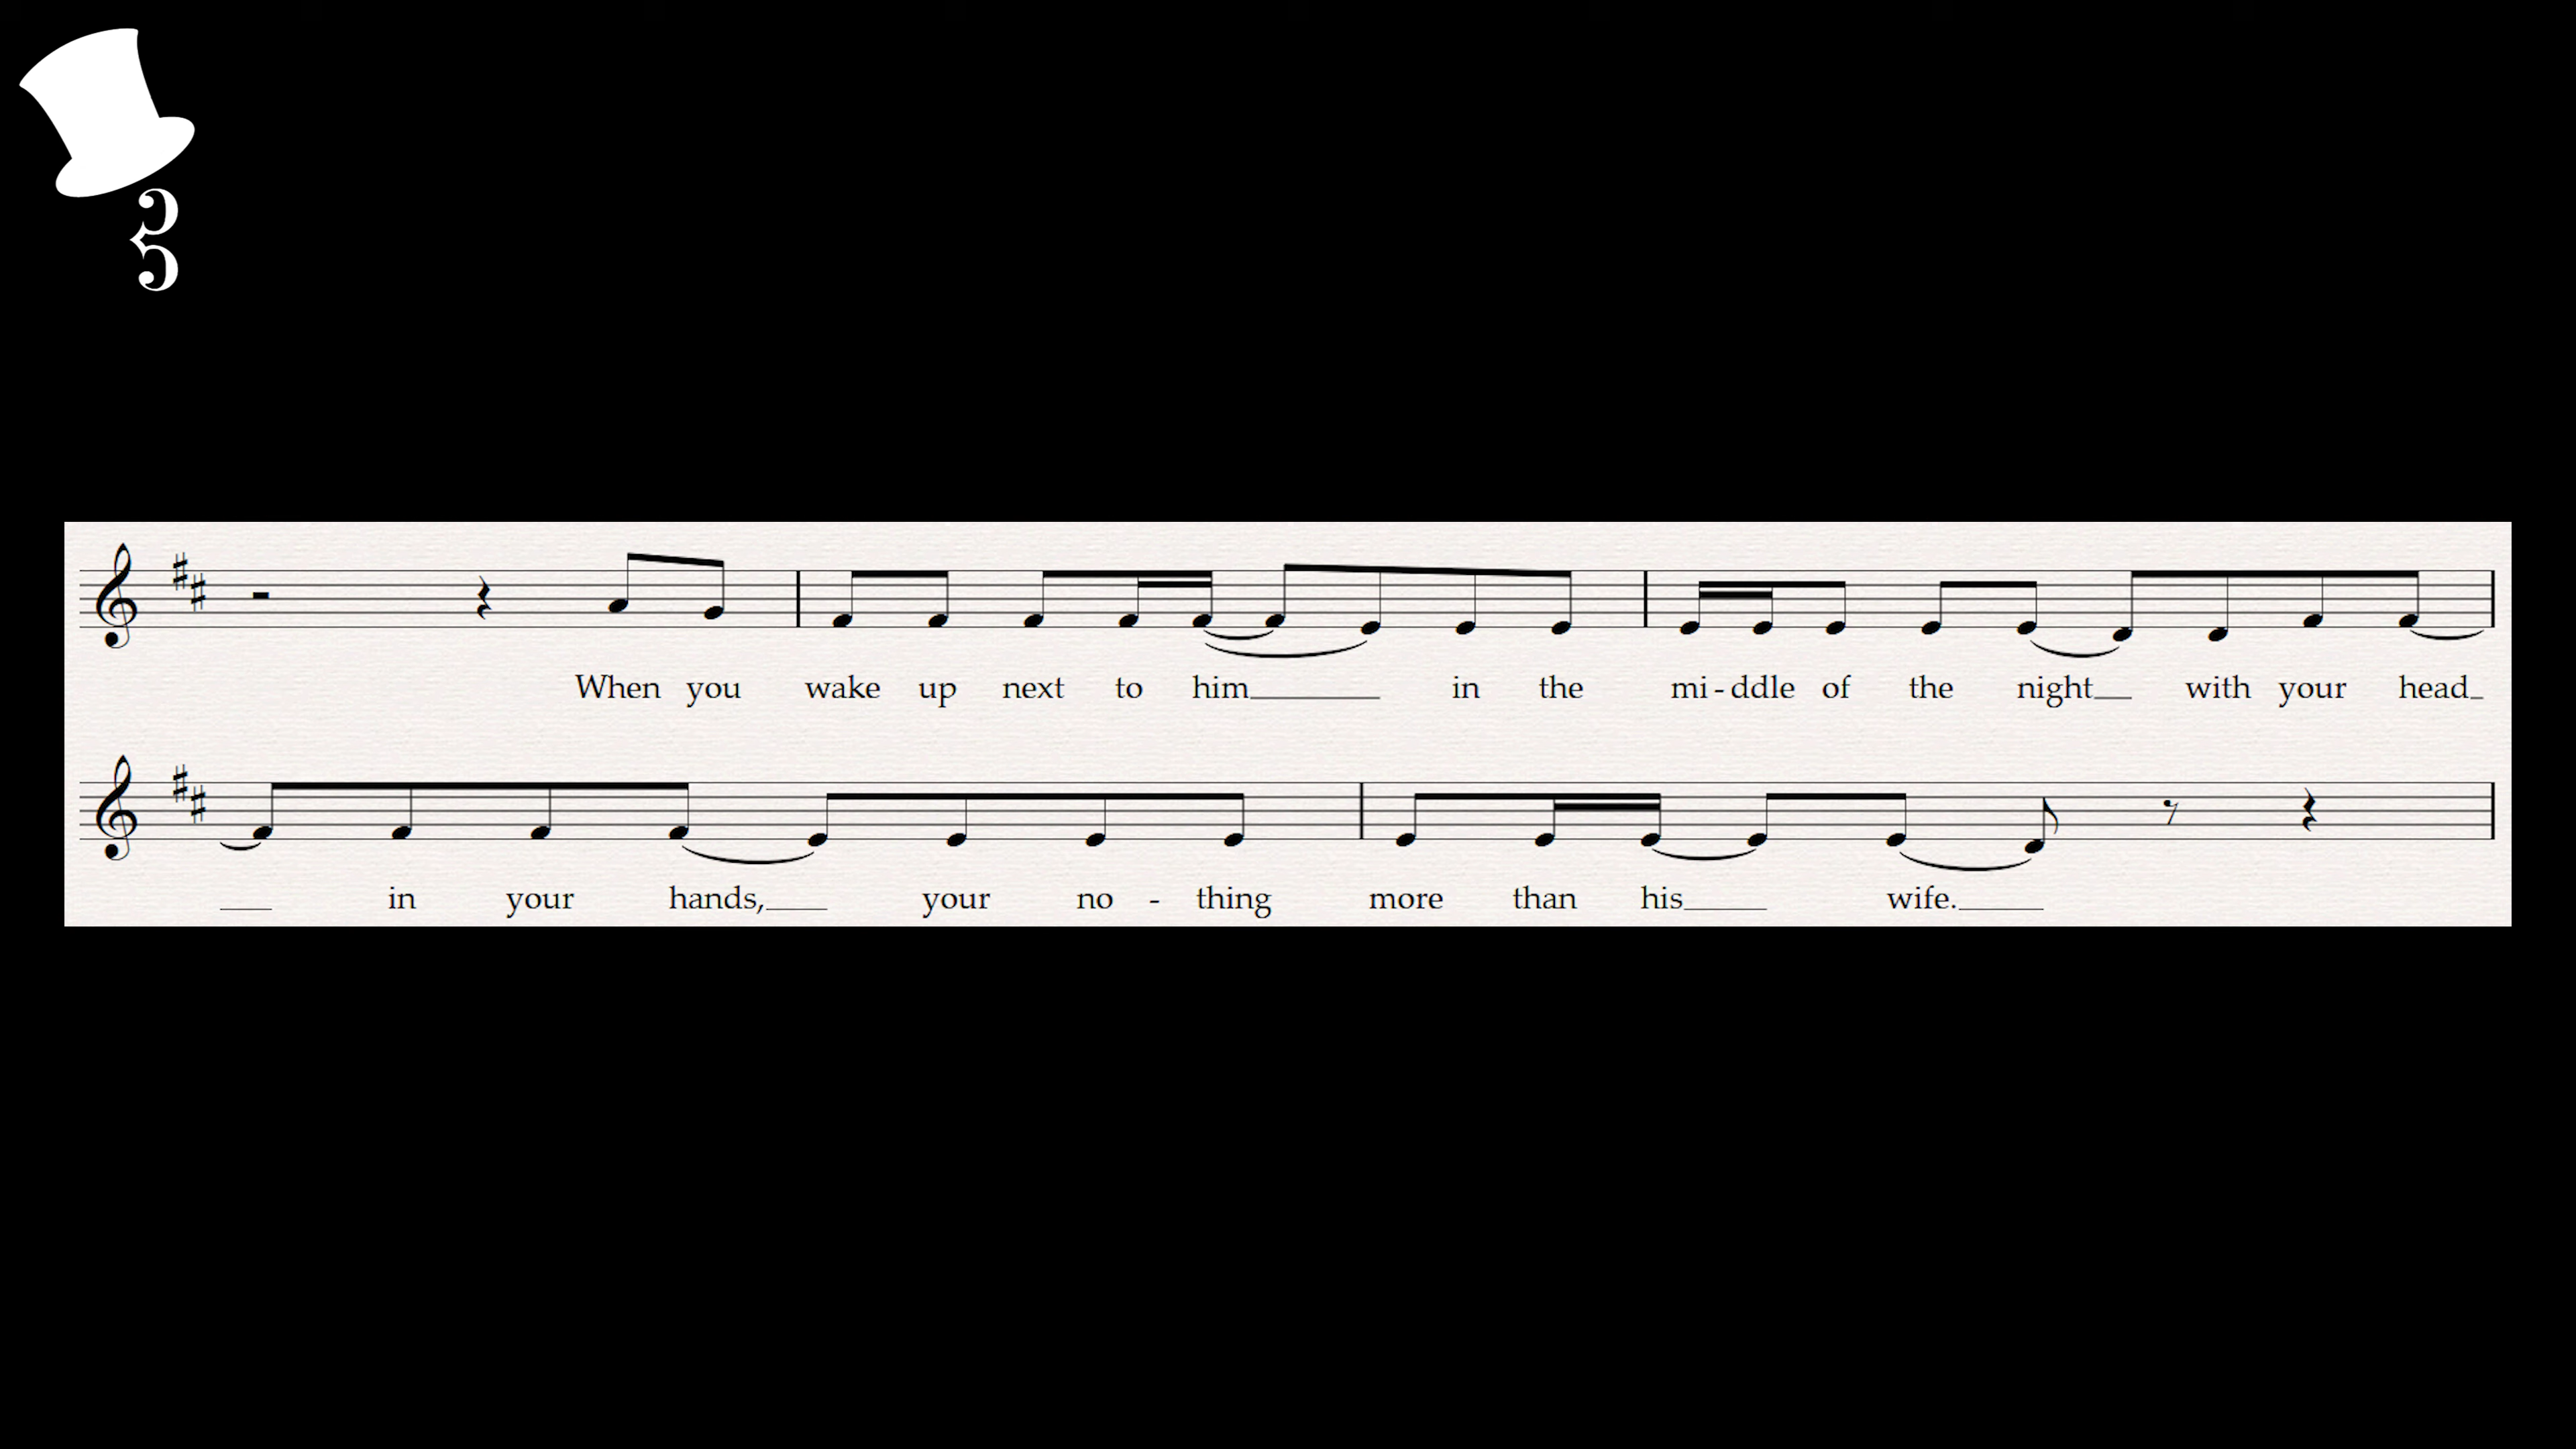 When you wake up next to him in the mi - ddle of the night with your head
in your hands, your no - thing more than his wife.